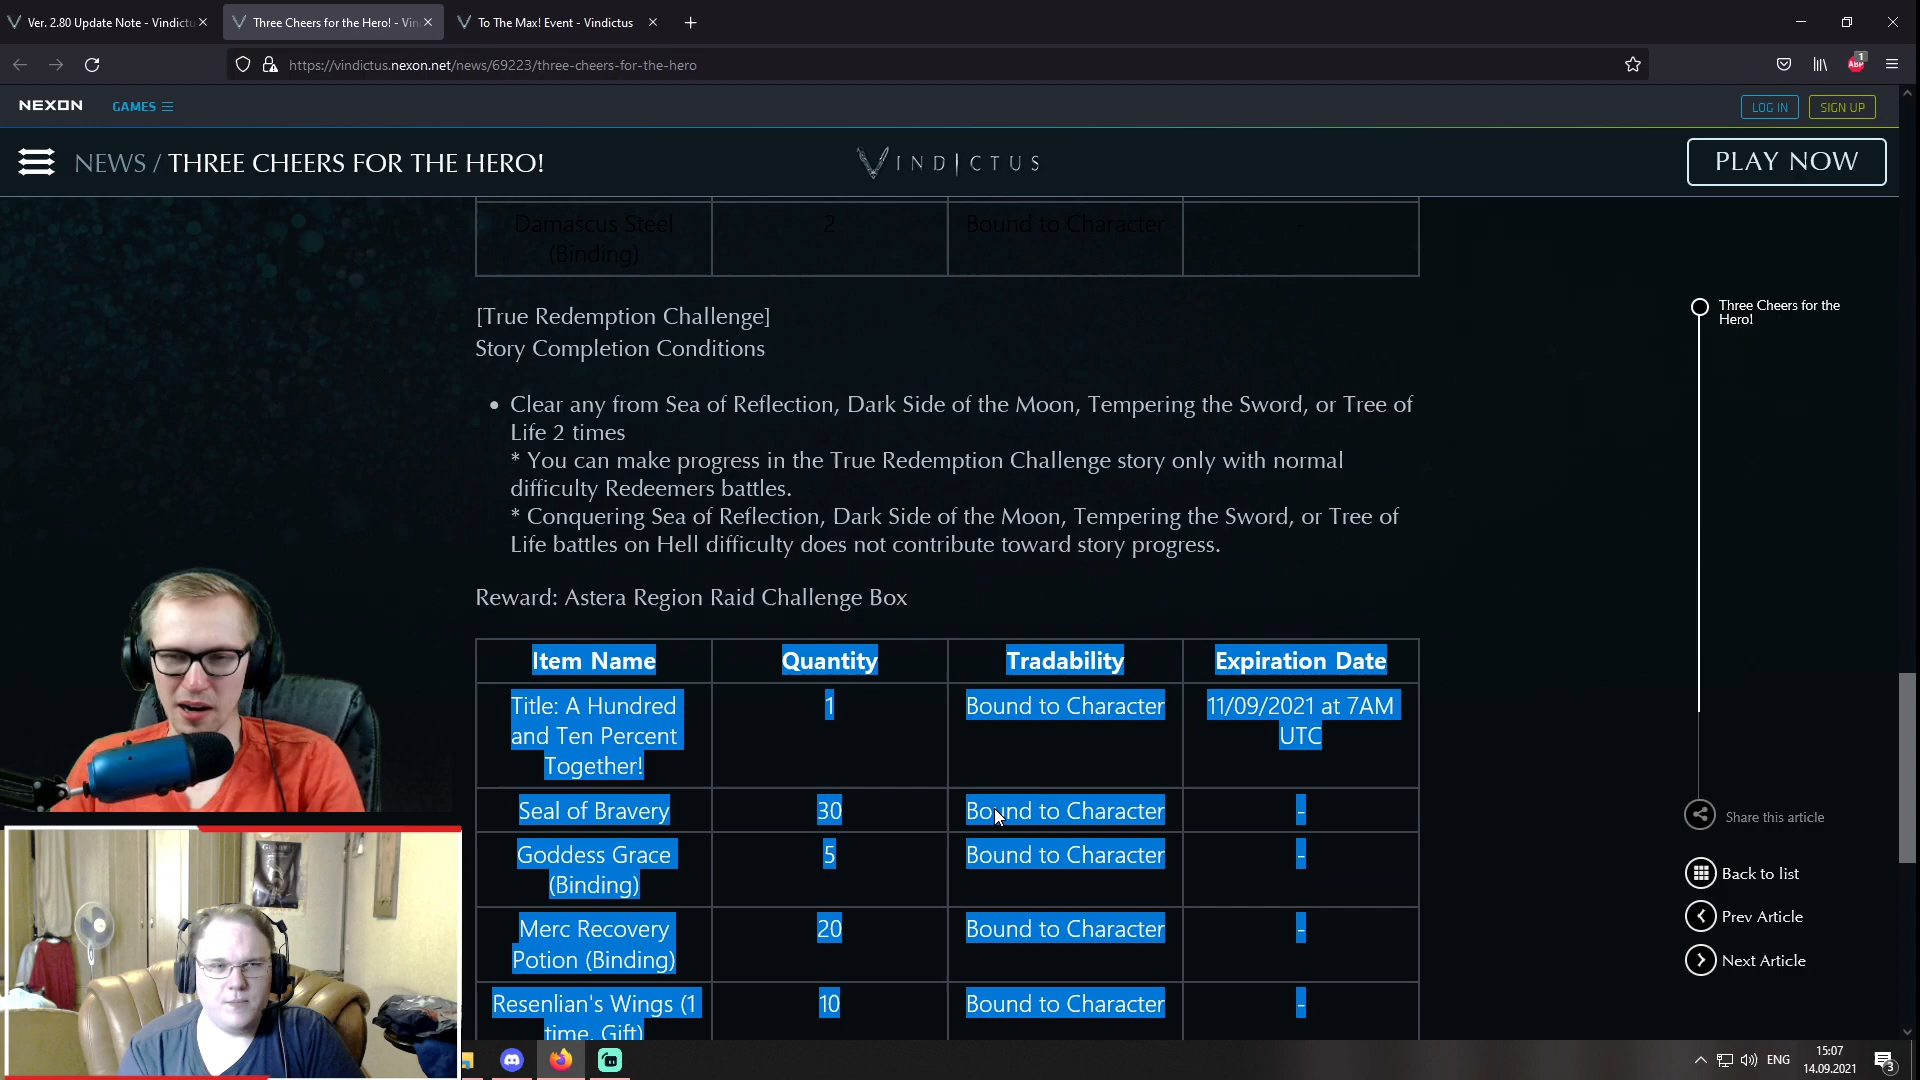 Ver. 2.80 Update Note - Vindictu
Three Cheers for the Hero! - Vin
To The Max! Event - Vindictus
https://vindictus.nexon.net/news/69223/three-cheers-for-the-hero
1
ABP
NEXON
GAMES
LOG IN
SIGN UP
NEWS / THREE CHEERS FOR THE HERO!
VINDICTUS
PLAY NOW
Damascus Steel
(Binding)
2
Bound to Character
-
[True Redemption Challenge]
Story Completion Conditions
• Clear any from Sea of Reflection, Dark Side of the Moon, Tempering the Sword, or Tree of
Life 2 times
* You can make progress in the True Redemption Challenge story only with normal
difficulty Redeemers battles.
* Conquering Sea of Reflection, Dark Side of the Moon, Tempering the Sword, or Tree of
Life battles on Hell difficulty does not contribute toward story progress.
Reward: Astera Region Raid Challenge Box
Item Name Quantity Tradability Expiration Date
Title: A Hundred
and Ten Percent
Together!
1
Bound to Character
11/09/2021 at 7AM
UTC
Seal of Bravery 30 Bound to Character -
Goddess Grace
(Binding)
5
Bound to Character
-
Merc Recovery
Potion (Binding)
20
Bound to Character
-
Resenlian's Wings (1
time, Gift)
10
Bound to Character
-
Three Cheers for the
Hero!
Share this article
Back to list
Prev Article
Next Article
ENG
15:07
14.09.2021
3